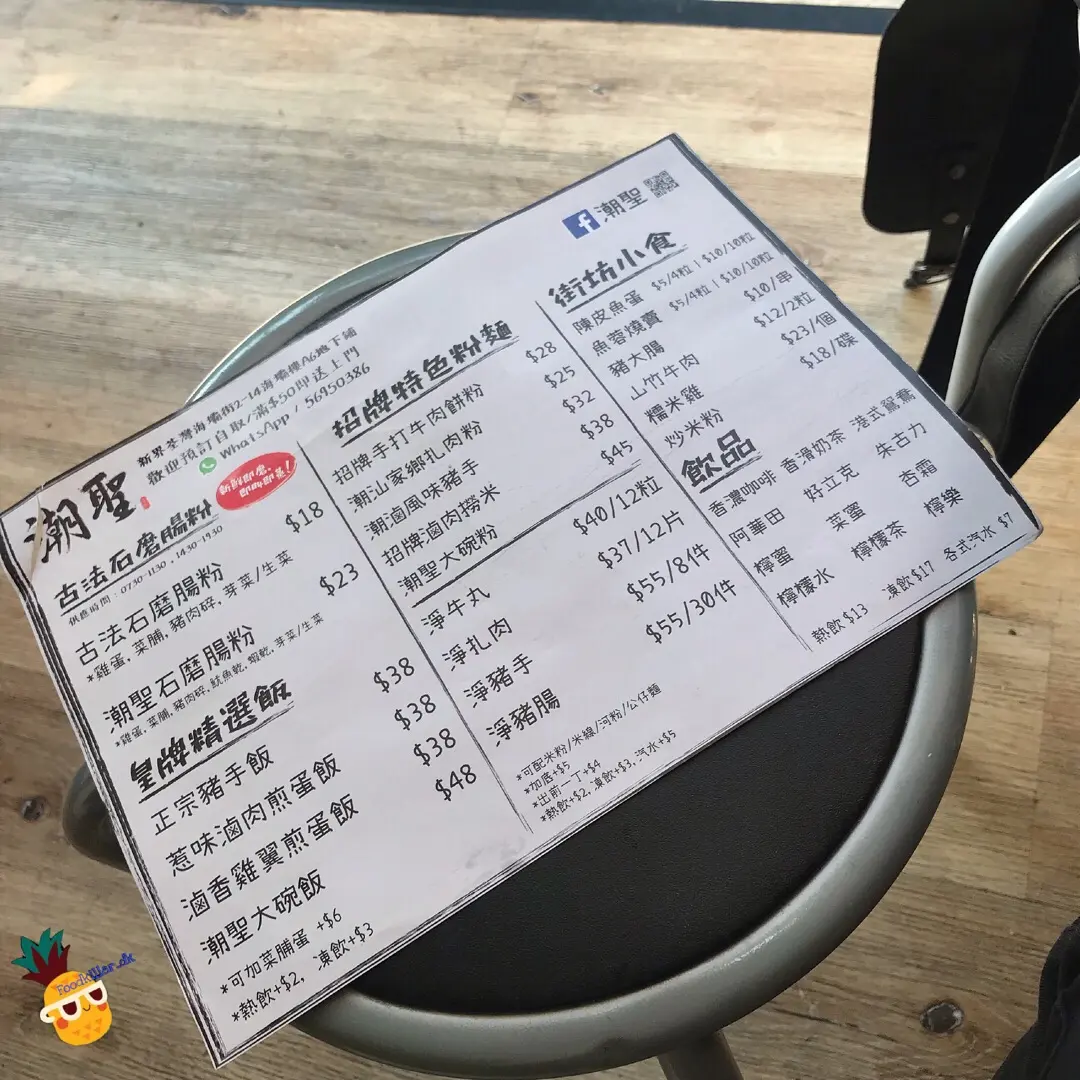 潮聖
新界荃灣海壩街2-14海壩樓A6地下鋪
歡迎預訂自取/滿$50即送上門
WhatsApp / 56950386
古法石磨腸粉
新鮮即磨,
即叫即蒸!
供應時間：0730-1130，1430-1930
古法石磨腸粉 $18
*雞蛋, 菜脯, 豬肉碎, 芽菜/生菜
潮聖石磨腸粉 $23
*雞蛋, 菜脯, 豬肉碎, 魷魚乾, 蝦乾, 芽菜/生菜
皇牌精選飯
正宗豬手飯 $38
惹味滷肉煎蛋飯 $38
滷香雞翼煎蛋飯 $38
潮聖大碗飯 $48
*可加菜脯蛋 +$6
*熱飲+$2, 凍飲+$3
招牌特色粉麵
招牌手打牛肉餅粉 $28
潮汕家鄉扎肉粉 $25
潮滷風味豬手 $32
招牌滷肉撈米 $38
潮聖大碗粉 $45
淨牛丸 $40/12粒
淨扎肉 $37/12片
淨豬手 $55/8件
淨豬腸 $55/30件
*可配米粉/米線/河粉/公仔麵
*加底+$5
*出前一丁+$4
*熱飲+$2, 凍飲+$3, 汽水+$5
潮聖
街坊小食
陳皮魚蛋 $5/4粒 | $10/10粒
魚蓉燒賣 $5/4粒 | $10/10粒
豬大腸 $10/串
山竹牛肉 $12/2粒
糯米雞 $23/個
炒米粉 $18/碟
飲品
香濃咖啡 香滑奶茶 港式鴛鴦
阿華田 好立克 朱古力
檸蜜 菜蜜 杏霜
檸檬水 檸檬茶 檸樂
熱飲 $13 凍飲 $17 各式汽水 $7
FoodkWer.dk